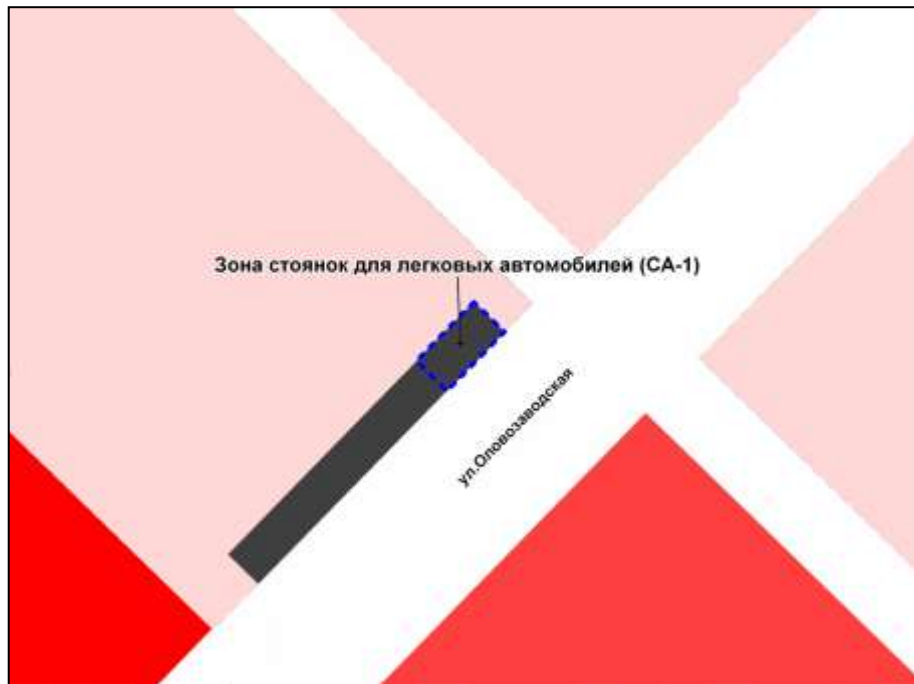 Зона стоянок для легковых автомобилей (СА-1)
ул.Оловозаводская